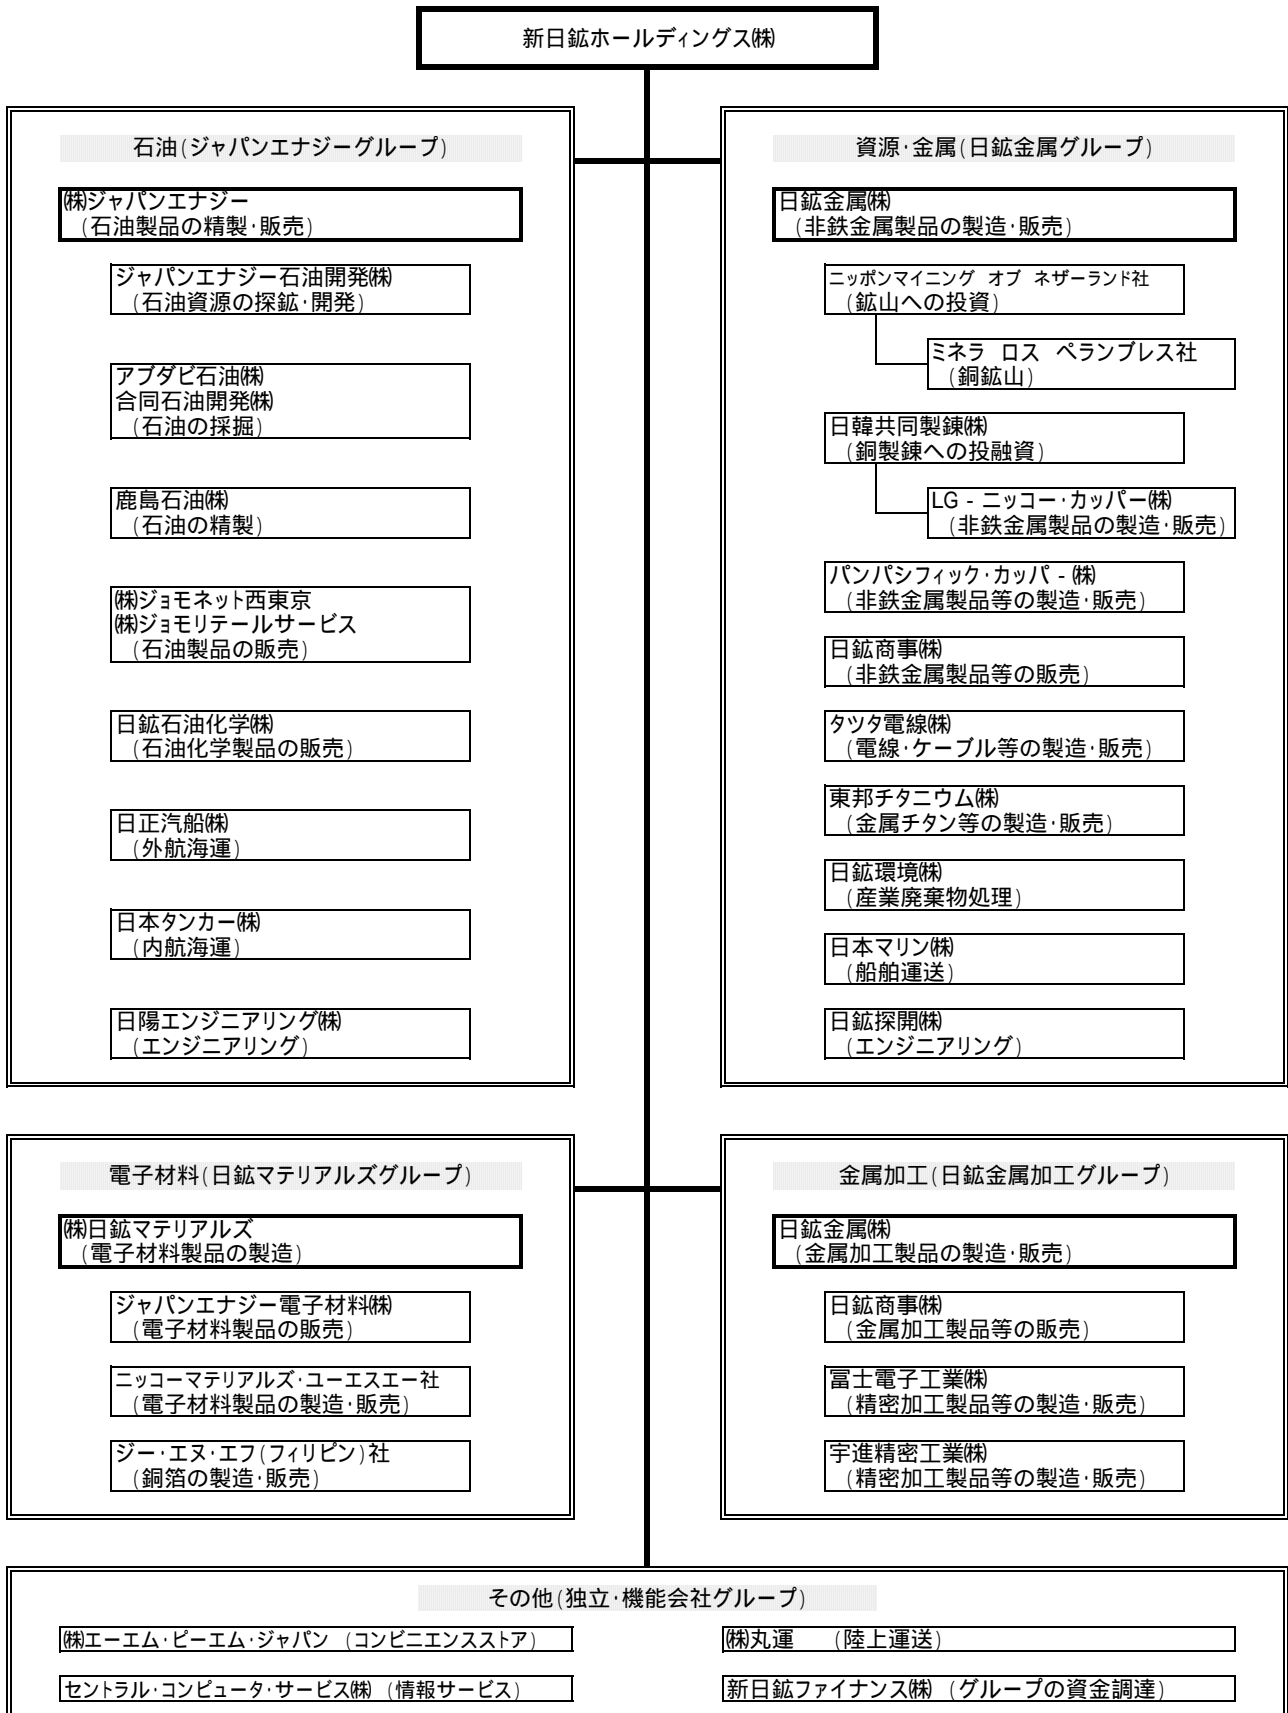 新日鉱ホールディングス㈱
石油(ジャパンエナジーグループ)
㈱ジャパンエナジー
(石油製品の精製・販売)
ジャパンエナジー石油開発㈱
(石油資源の探鉱・開発)
アブダビ石油㈱
合同石油開発㈱
(石油の採掘)
鹿島石油㈱
(石油の精製)
㈱ジョモネット西東京
㈱ジョモリテールサービス
(石油製品の販売)
日鉱石油化学㈱
(石油化学製品の販売)
日正汽船㈱
(外航海運)
日本タンカー㈱
(内航海運)
日陽エンジニアリング㈱
(エンジニアリング)
資源・金属(日鉱金属グループ)
日鉱金属㈱
(非鉄金属製品の製造・販売)
ニッポンマイニング オブ ネザーランド社
(鉱山への投資)
ミネラ ロス ペランブレス社
(銅鉱山)
日韓共同製錬㈱
(銅製錬への投融資)
LG - ニッコー・カッパー㈱
(非鉄金属製品の製造・販売)
パンパシフィック・カッパ - ㈱
(非鉄金属製品等の製造・販売)
日鉱商事㈱
(非鉄金属製品等の販売)
タツタ電線㈱
(電線・ケーブル等の製造・販売)
東邦チタニウム㈱
(金属チタン等の製造・販売)
日鉱環境㈱
(産業廃棄物処理)
日本マリン㈱
(船舶運送)
日鉱探開㈱
(エンジニアリング)
電子材料(日鉱マテリアルズグループ)
㈱日鉱マテリアルズ
(電子材料製品の製造)
ジャパンエナジー電子材料㈱
(電子材料製品の販売)
ニッコーマテリアルズ・ユーエスエー社
(電子材料製品の製造・販売)
ジー・エヌ・エフ(フィリピン)社
(銅箔の製造・販売)
金属加工(日鉱金属加工グループ)
日鉱金属㈱
(金属加工製品の製造・販売)
日鉱商事㈱
(金属加工製品等の販売)
冨士電子工業㈱
(精密加工製品等の製造・販売)
宇進精密工業㈱
(精密加工製品等の製造・販売)
その他(独立・機能会社グループ)
㈱エーエム・ピーエム・ジャパン (コンビニエンスストア)
㈱丸運 (陸上運送)
セントラル・コンピュータ・サービス㈱ (情報サービス)
新日鉱ファイナンス㈱ (グループの資金調達)